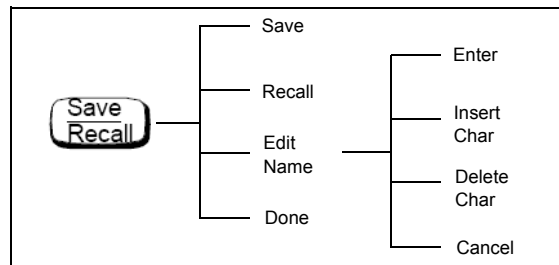 Save
Recall
Save
Recall
Edit
Name
Done
Enter
Insert
Char
Delete
Char
Cancel